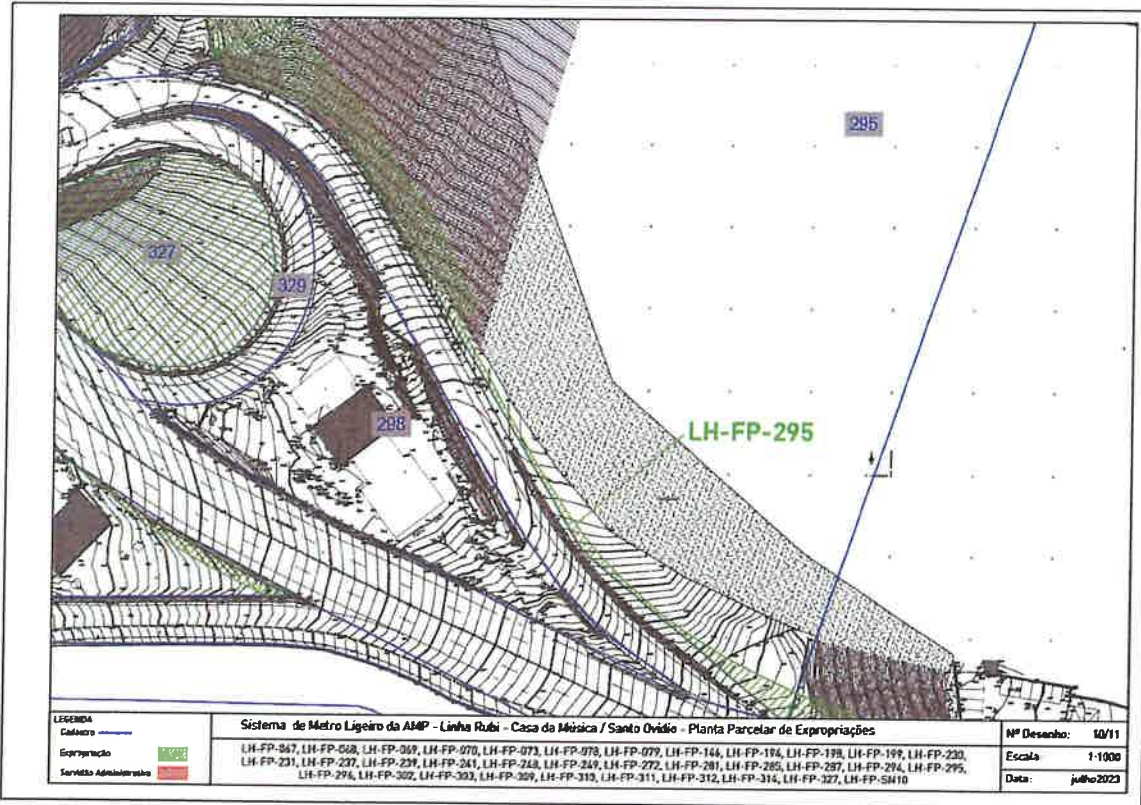 295
327
329
298
LH-FP-295
LEGENDA
Cadastro
Expropriação
Servidão Administrativa
Sistema de Metro Ligeiro da AMP - Linha Rubi - Casa da Música / Santo Ovídio - Planta Parcelar de Expropriações
LH-FP-067, LH-FP-068, LH-FP-069, LH-FP-070, LH-FP-073, LH-FP-078, LH-FP-079, LH-FP-146, LH-FP-194, LH-FP-198, LH-FP-199, LH-FP-230,
LH-FP-231, LH-FP-237, LH-FP-239, LH-FP-241, LH-FP-248, LH-FP-249, LH-FP-272, LH-FP-281, LH-FP-285, LH-FP-287, LH-FP-294, LH-FP-295,
LH-FP-296, LH-FP-302, LH-FP-303, LH-FP-309, LH-FP-310, LH-FP-311, LH-FP-312, LH-FP-314, LH-FP-327, LH-FP-SN10
Nº Desenho: 10/11
Escala 1-1000
Data: julho2023